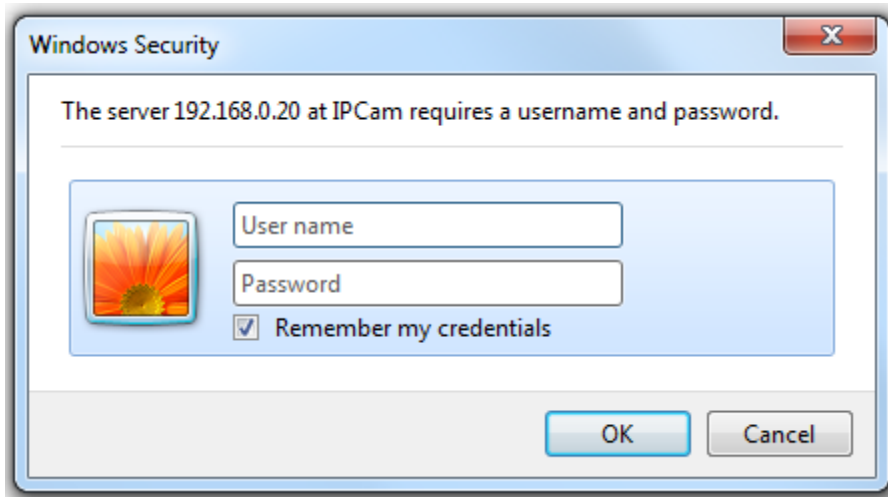 Windows Security
The server 192.168.0.20 at IPCam requires a username and password.
User name
Password
Remember my credentials
OK
Cancel